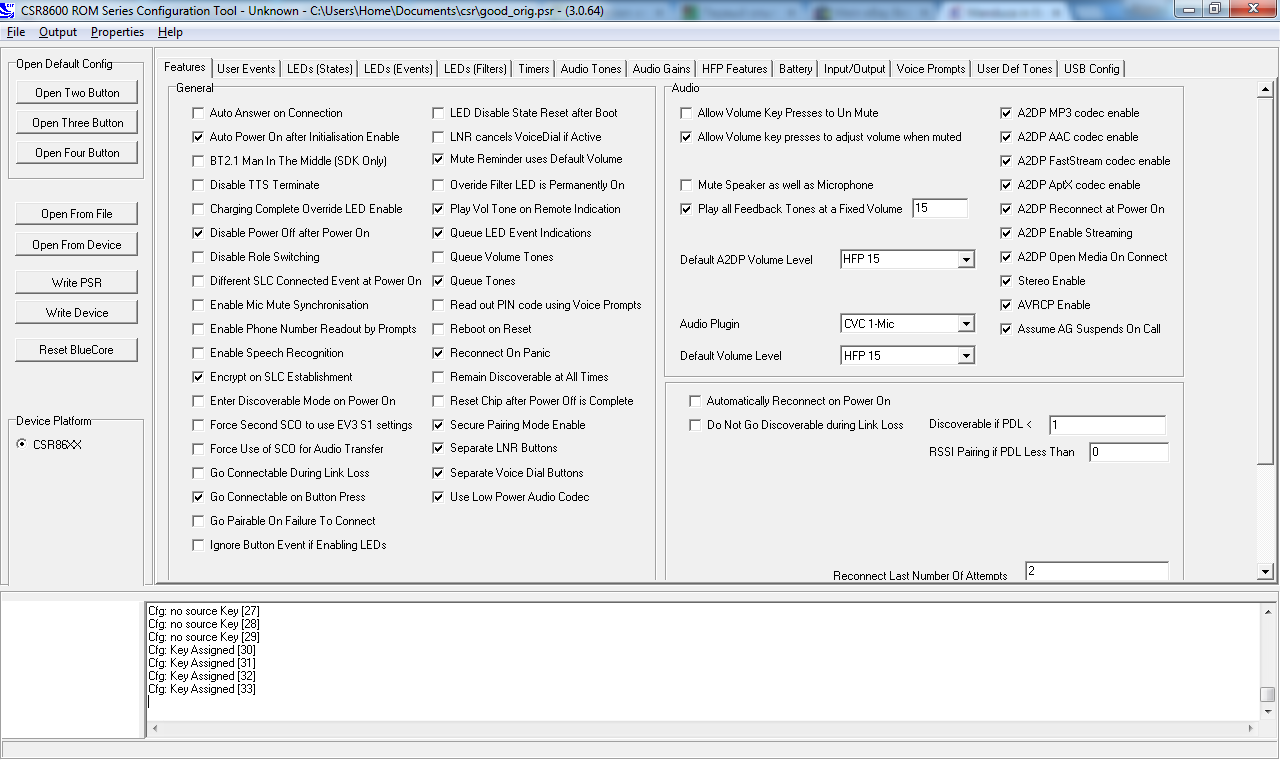 CSR8600 ROM Series Configuration Tool - Unknown - C:\Users\Home\Documents\csr\good_orig.psr - (3.0.64)
File Output Properties Help
Open Default Config
Open Two Button
Open Three Button
Open Four Button
Open From File
Open From Device
Write PSR
Write Device
Reset BlueCore
Device Platform
CSR86XX
Features User Events LEDs (States) LEDs (Events) LEDs (Filters) Timers Audio Tones Audio Gains HFP Features Battery Input/Output Voice Prompts User Def Tones USB Config
General
Auto Answer on Connection
Auto Power On after Initialisation Enable
BT2.1 Man In The Middle (SDK Only)
Disable TTS Terminate
Charging Complete Override LED Enable
Disable Power Off after Power On
Disable Role Switching
Different SLC Connected Event at Power On
Enable Mic Mute Synchronisation
Enable Phone Number Readout by Prompts
Enable Speech Recognition
Encrypt on SLC Establishment
Enter Discoverable Mode on Power On
Force Second SCO to use EV3 S1 settings
Force Use of SCO for Audio Transfer
Go Connectable During Link Loss
Go Connectable on Button Press
Go Pairable On Failure To Connect
Ignore Button Event if Enabling LEDs
LED Disable State Reset after Boot
LNR cancels VoiceDial if Active
Mute Reminder uses Default Volume
Overide Filter LED is Permanently On
Play Vol Tone on Remote Indication
Queue LED Event Indications
Queue Volume Tones
Queue Tones
Read out PIN code using Voice Prompts
Reboot on Reset
Reconnect On Panic
Remain Discoverable at All Times
Reset Chip after Power Off is Complete
Secure Pairing Mode Enable
Separate LNR Buttons
Separate Voice Dial Buttons
Use Low Power Audio Codec
Audio
Allow Volume Key Presses to Un Mute
Allow Volume key presses to adjust volume when muted
Mute Speaker as well as Microphone
Play all Feedback Tones at a Fixed Volume 15
Default A2DP Volume Level HFP 15
Audio Plugin CVC 1-Mic
Default Volume Level HFP 15
A2DP MP3 codec enable
A2DP AAC codec enable
A2DP FastStream codec enable
A2DP AptX codec enable
A2DP Reconnect at Power On
A2DP Enable Streaming
A2DP Open Media On Connect
Stereo Enable
AVRCP Enable
Assume AG Suspends On Call
Automatically Reconnect on Power On
Do Not Go Discoverable during Link Loss
Discoverable if PDL < 1
RSSI Pairing if PDL Less Than 0
Reconnect Last Number Of Attempts 2
Cfg: no source Key [27]
Cfg: no source Key [28]
Cfg: no source Key [29]
Cfg: Key Assigned [30]
Cfg: Key Assigned [31]
Cfg: Key Assigned [32]
Cfg: Key Assigned [33]